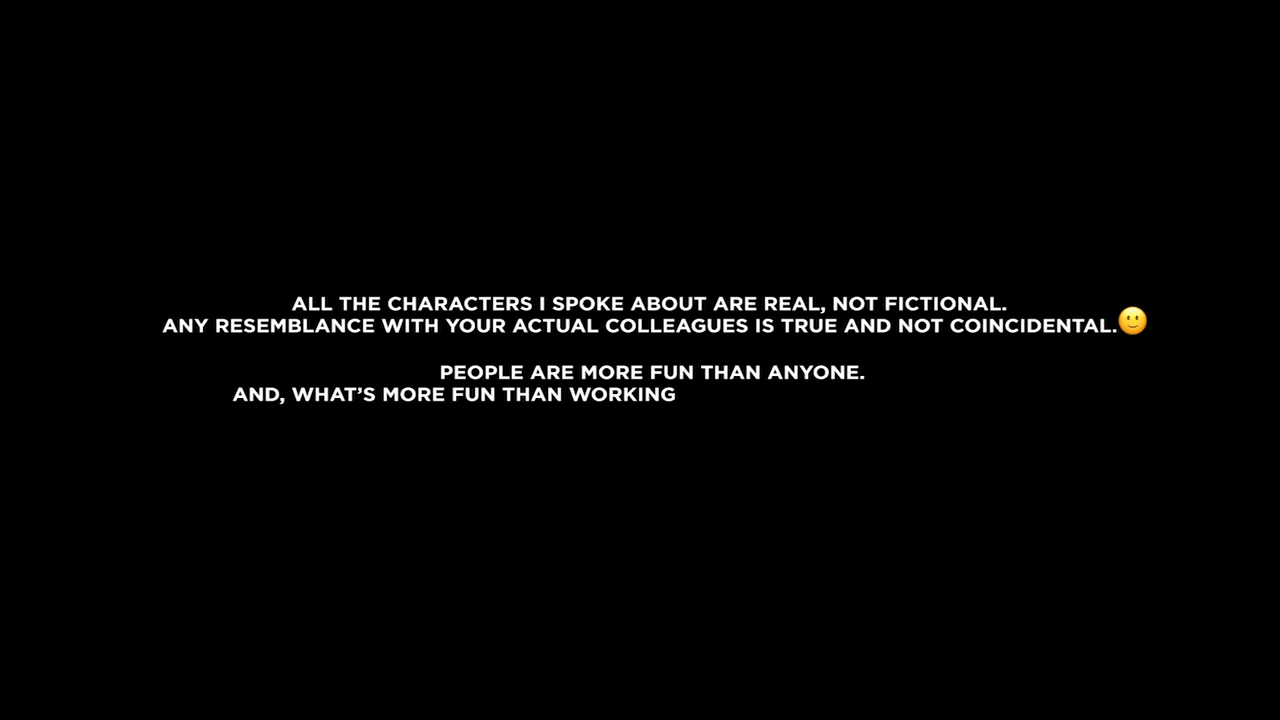 ALL THE CHARACTERS I SPOKE ABOUT ARE REAL, NOT FICTIONAL.
ANY RESEMBLANCE WITH YOUR ACTUAL COLLEAGUES IS TRUE AND NOT COINCIDENTAL.🙂
PEOPLE ARE MORE FUN THAN ANYONE.
AND, WHAT’S MORE FUN THAN WORKING